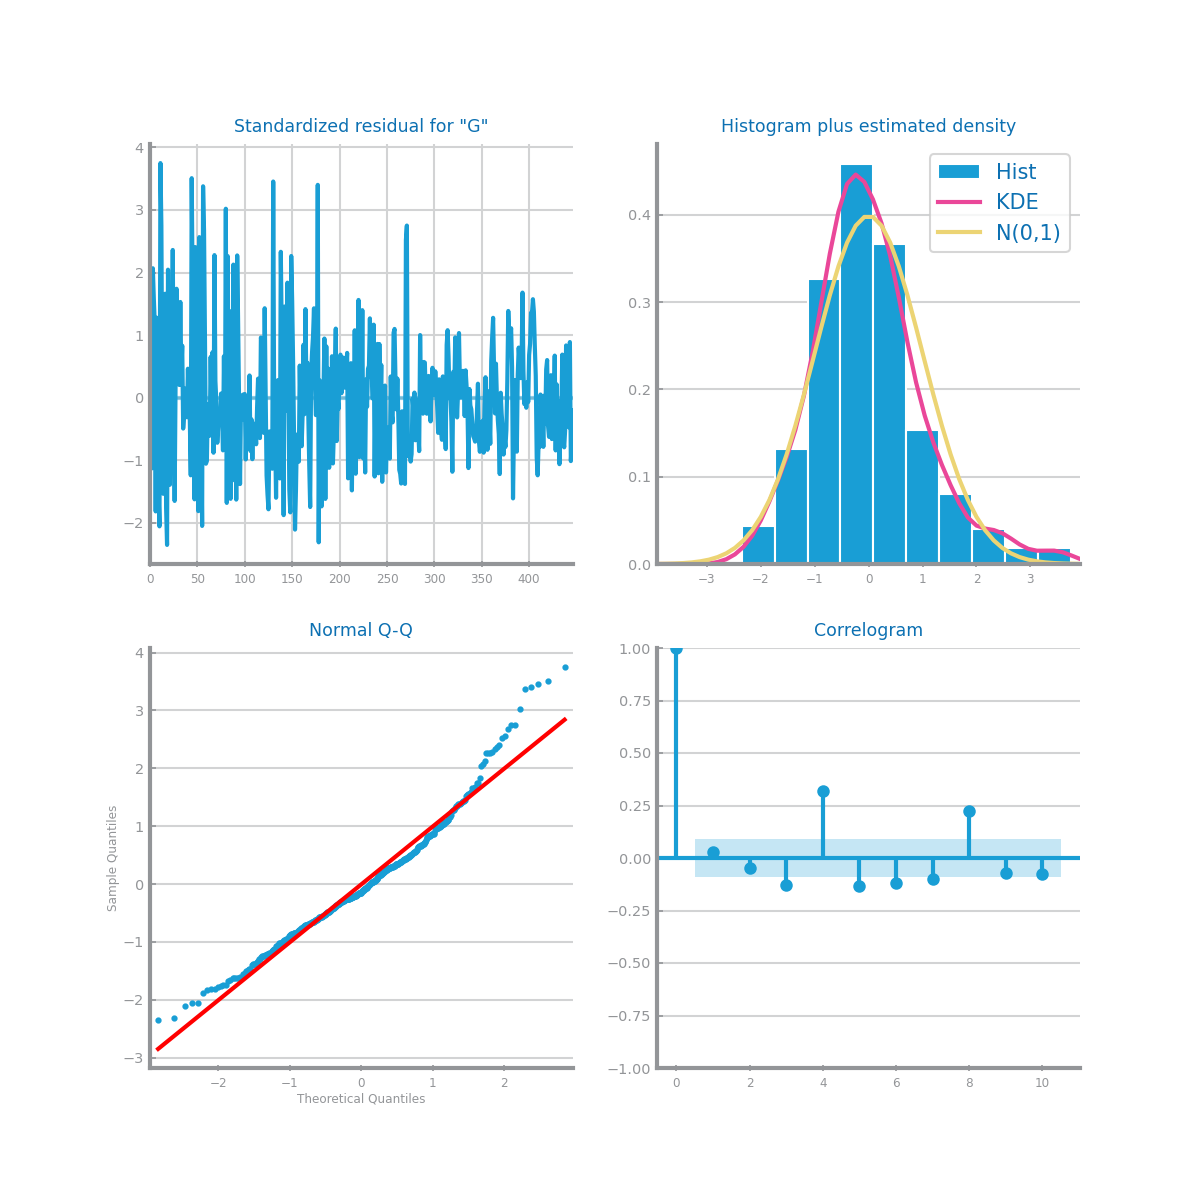 Standardized residual for "G"
4
3
2
1
0
−1
−2
0 50 100 150 200 250 300 350 400
Histogram plus estimated density
Hist
KDE
N(0,1)
0.4
0.3
0.2
0.1
0.0
−3 −2 −1 0 1 2 3
Normal Q-Q
4
3
2
1
0
−1
−2
−3
Sample Quantiles
−2 −1 0 1 2
Theoretical Quantiles
Correlogram
1.00
0.75
0.50
0.25
0.00
−0.25
−0.50
−0.75
−1.00
0 2 4 6 8 10